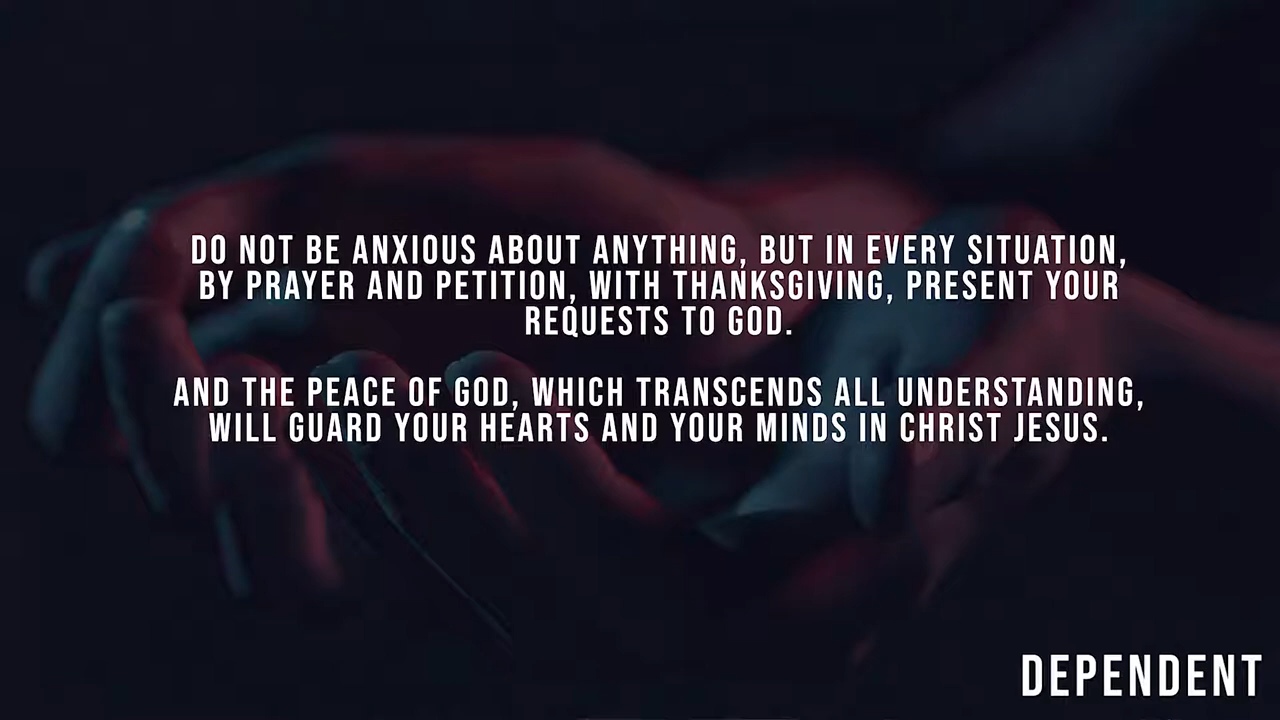 DO NOT BE ANXIOUS ABOUT ANYTHING, BUT IN EVERY SITUATION,
BY PRAYER AND PETITION, WITH THANKSGIVING, PRESENT YOUR
REQUESTS TO GOD.
AND THE PEACE OF GOD, WHICH TRANSCENDS ALL UNDERSTANDING,
WILL GUARD YOUR HEARTS AND YOUR MINDS IN CHRIST JESUS.
DEPENDENT